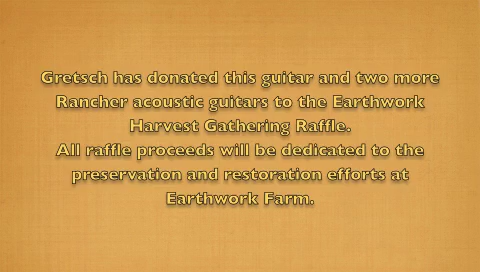 Gretsch has donated this guitar and two more
Rancher acoustic guitars to the Earthwork
Harvest Gathering Raffle.
All raffle proceeds will be dedicated to the
preservation and restoration efforts at
Earthwork Farm.